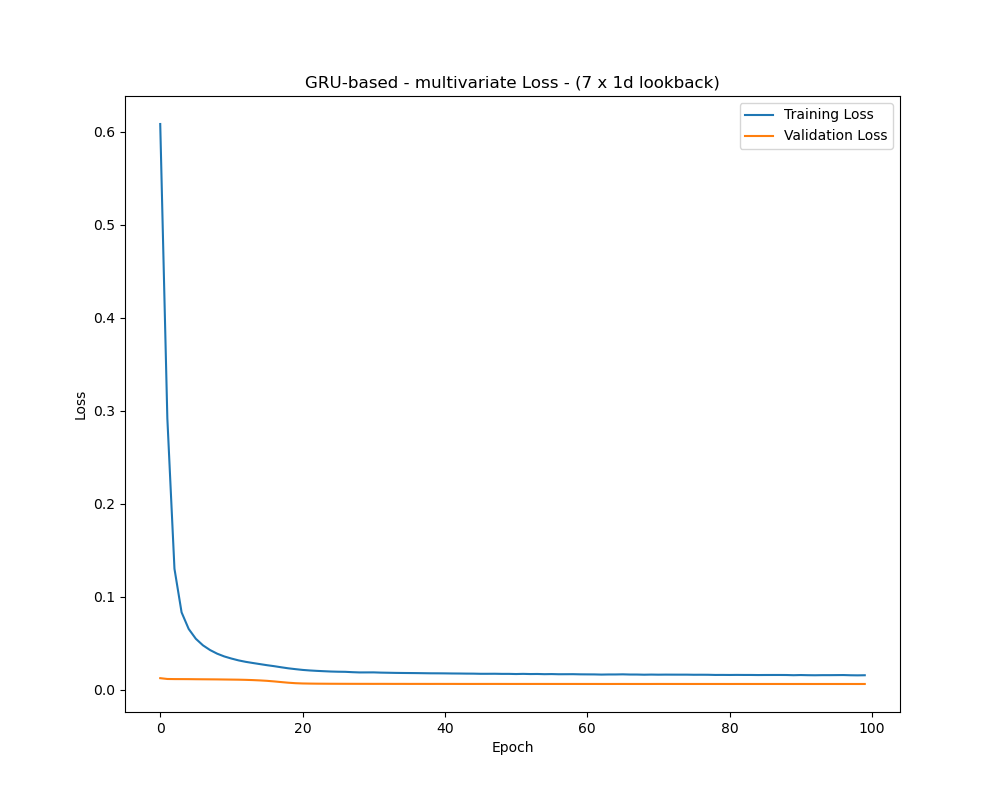 GRU-based - multivariate Loss - (7 x 1d lookback)
Training Loss
Validation Loss
0.6
0.5
0.4
0.3
0.2
0.1
0.0
Loss
0 20 40 60 80 100
Epoch